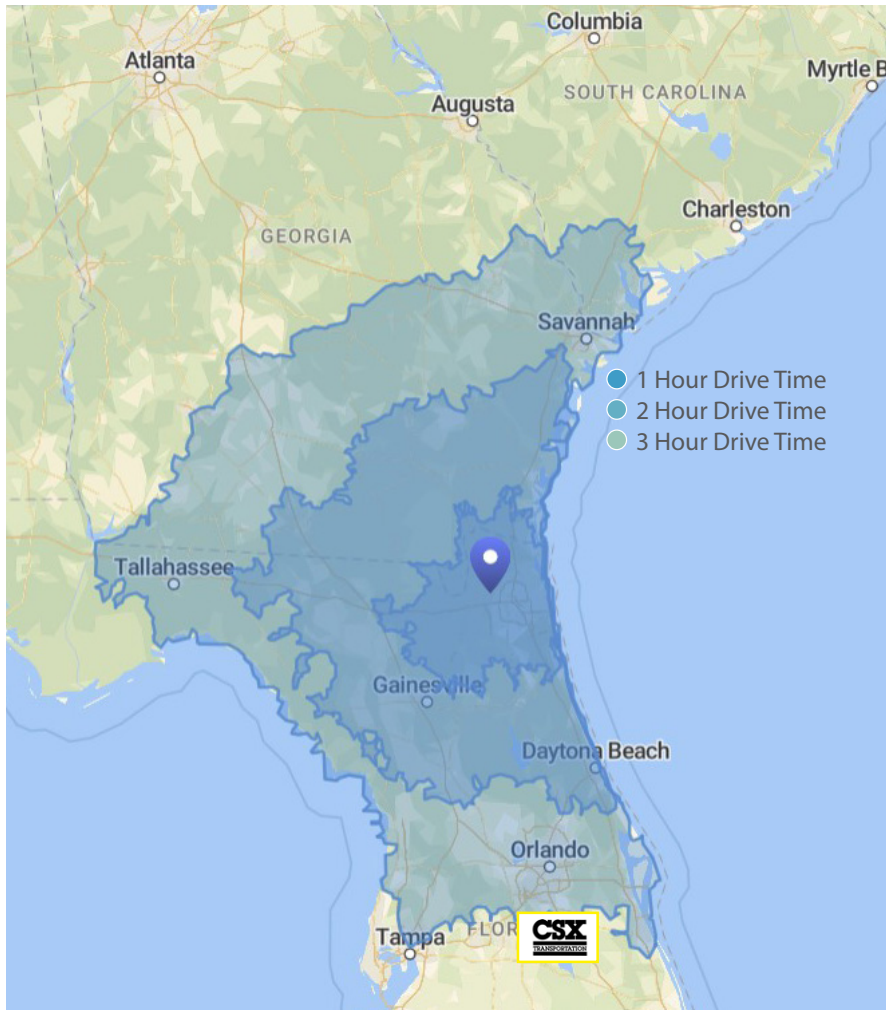 Columbia
Atlanta
Myrtle B
SOUTH CAROLINA
Augusta
Charleston
GEORGIA
Savannah
1 Hour Drive Time
2 Hour Drive Time
3 Hour Drive Time
Tallahassee
Gainesville
Daytona Beach
Orlando
Tampa
FLOR
CSX
TRANSPORTATION